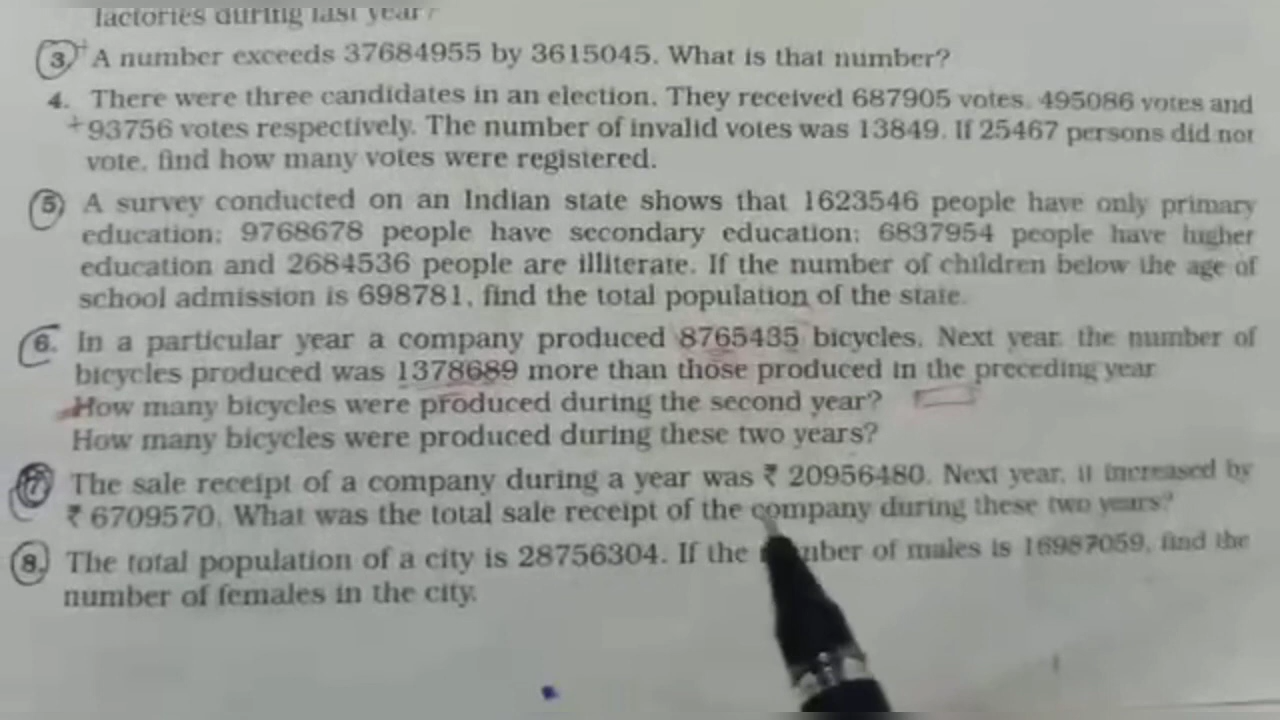 factories during last year?
3. A number exceeds 37684955 by 3615045. What is that number?
4. There were three candidates in an election. They received 687905 votes, 495086 votes and
93756 votes respectively. The number of invalid votes was 13849. If 25467 persons did not
vote, find how many votes were registered.
5. A survey conducted on an Indian state shows that 1623546 people have only primary
education; 9768678 people have secondary education; 6837954 people have higher
education and 2684536 people are illiterate. If the number of children below the age of
school admission is 698781, find the total population of the state.
6. In a particular year a company produced 8765435 bicycles. Next year, the number of
bicycles produced was 1378689 more than those produced in the preceding year
How many bicycles were produced during the second year?
How many bicycles were produced during these two years?
7. The sale receipt of a company during a year was ₹ 20956480. Next year, it increased by
₹ 6709570. What was the total sale receipt of the company during these two years?
8. The total population of a city is 28756304. If the number of males is 16987059, find the
number of females in the city.